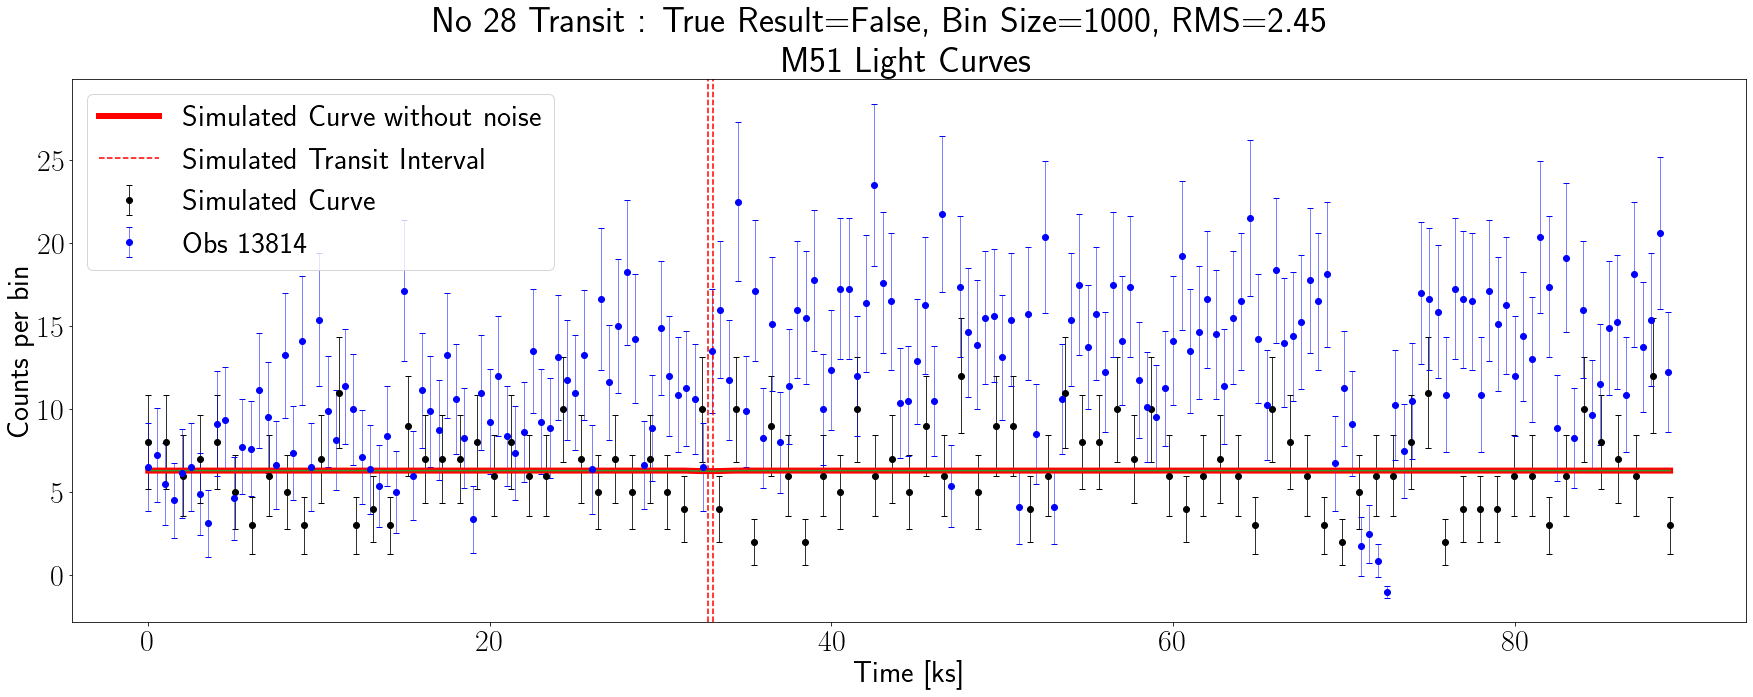 No 28 Transit : True Result=False, Bin Size=1000, RMS=2.45
M51 Light Curves
Simulated Curve without noise
Simulated Transit Interval
Simulated Curve
Obs 13814
Counts per bin
25
20
15
10
5
0
0 20 40 60 80
Time [ks]